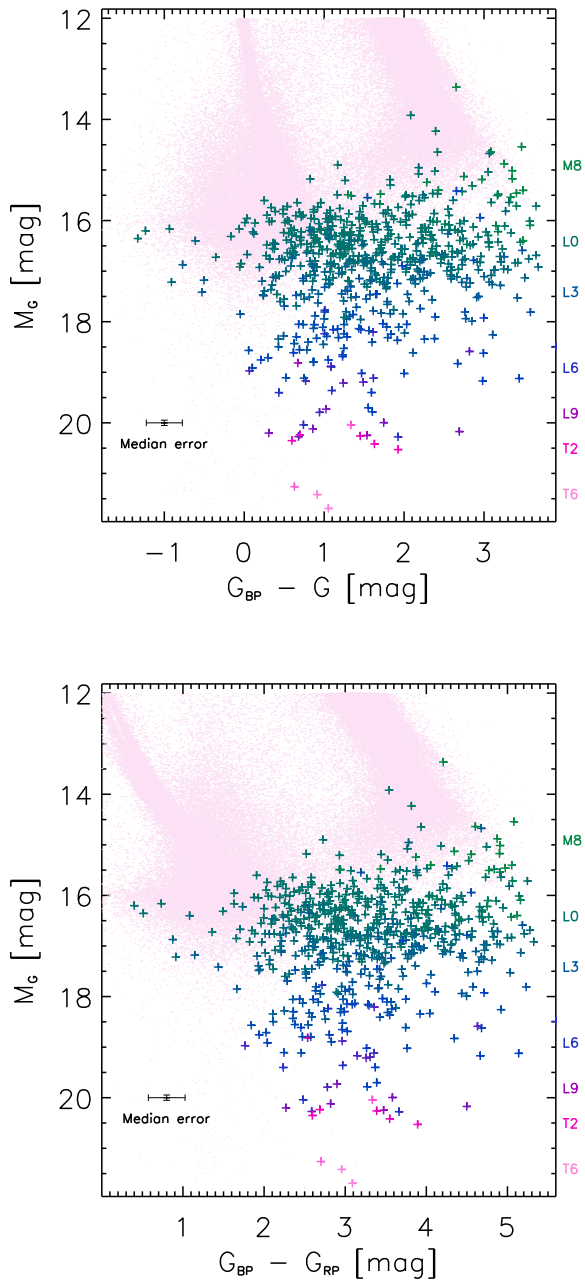 12
14
16
18
20
M_G [mag]
M8
L0
L3
L6
L9
T2
T6
Median error
−1 0 1 2 3
G_BP − G [mag]
12
14
16
18
20
M_G [mag]
M8
L0
L3
L6
L9
T2
T6
Median error
1 2 3 4 5
G_BP − G_RP [mag]